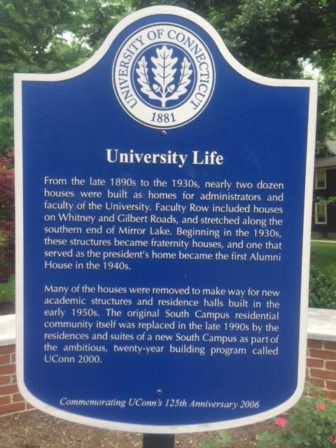 UNIVERSITY OF CONNECTICUT
1881
University Life
From the late 1890s to the 1930s, nearly two dozen
houses were built as homes for administrators and
faculty of the University. Faculty Row included houses
on Whitney and Gilbert Roads, and stretched along the
southern end of Mirror Lake. Beginning in the 1930s,
these structures became fraternity houses, and one that
served as the president's home became the first Alumni
House in the 1940s.
Many of the houses were removed to make way for new
academic structures and residence halls built in the
early 1950s. The original South Campus residential
community itself was replaced in the late 1990s by the
residences and suites of a new South Campus as part of
the ambitious, twenty-year building program called
UConn 2000.
Commemorating UConn's 125th Anniversary 2006